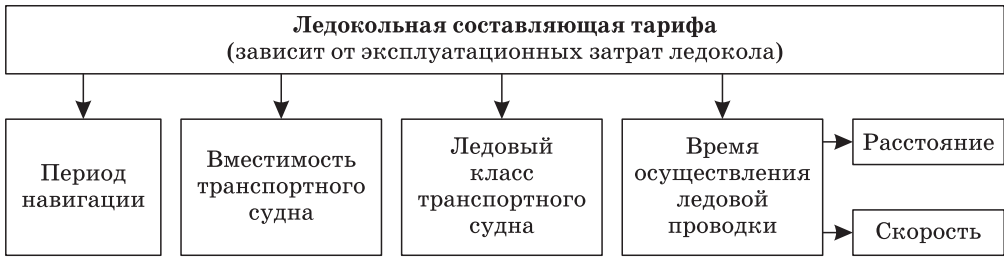 Ледокольная составляющая тарифа
(зависит от эксплуатационных затрат ледокола)
Период
навигации
Вместимость
транспортного
судна
Ледовый
класс
транспортного
судна
Время
осуществления
ледовой
проводки
Расстояние
Скорость